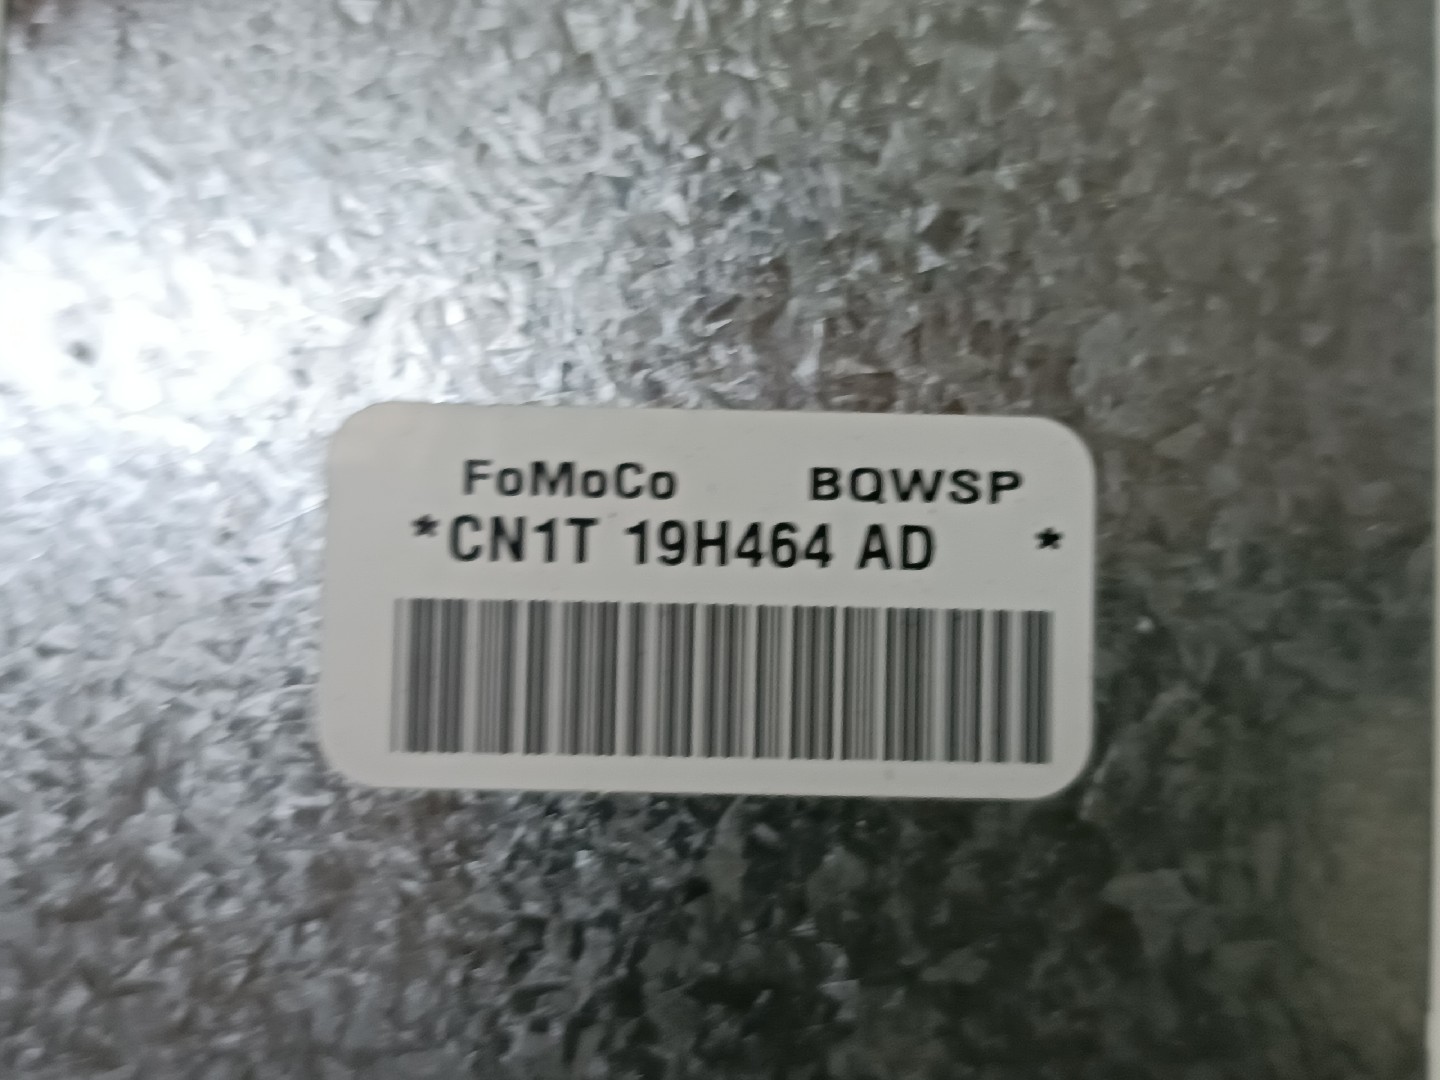 FoMoCo BQWSP
*CN1T 19H464 AD *